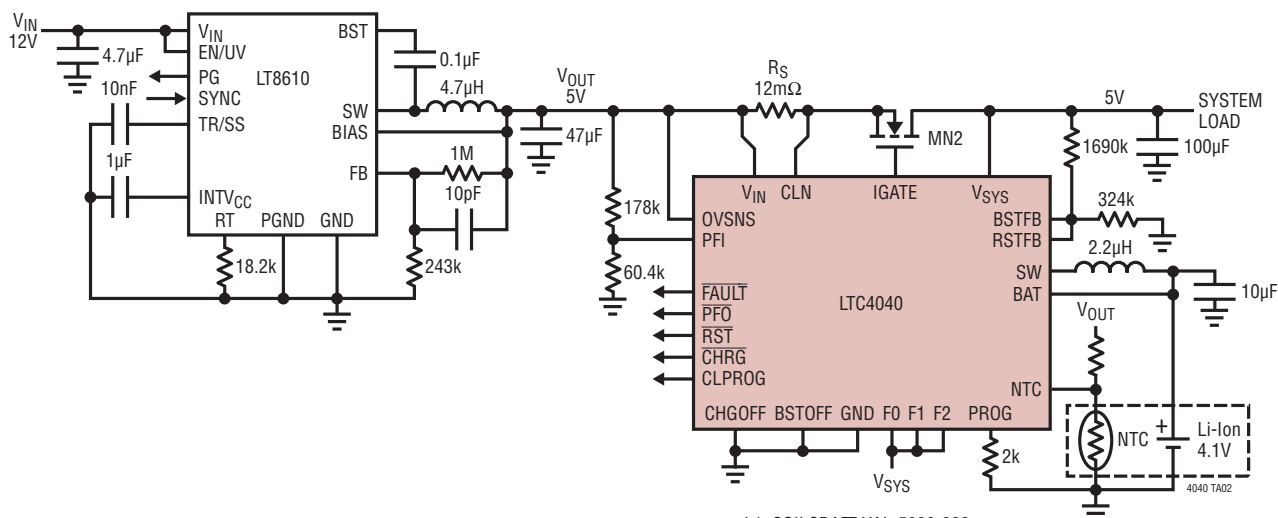 VIN
12V
4.7µF
VIN
EN/UV
PG
SYNC
TR/SS
INTVCC
RT
PGND
GND
LT8610
BST
SW
BIAS
FB
10nF
1µF
18.2k
0.1µF
4.7µH
1M
10pF
243k
VOUT
5V
47µF
RS
12mΩ
MN2
5V
SYSTEM
LOAD
1690k
100µF
178k
60.4k
VIN
CLN
IGATE
VSYS
OVSNS
PFI
FAULT
PFO
RST
CHRG
CLPROG
LTC4040
BSTFB
RSTFB
SW
BAT
NTC
CHGOFF
BSTOFF
GND
F0
F1
F2
PROG
324k
2.2µH
10µF
VOUT
NTC
+
Li-Ion
4.1V
2k
VSYS
4040 TA02